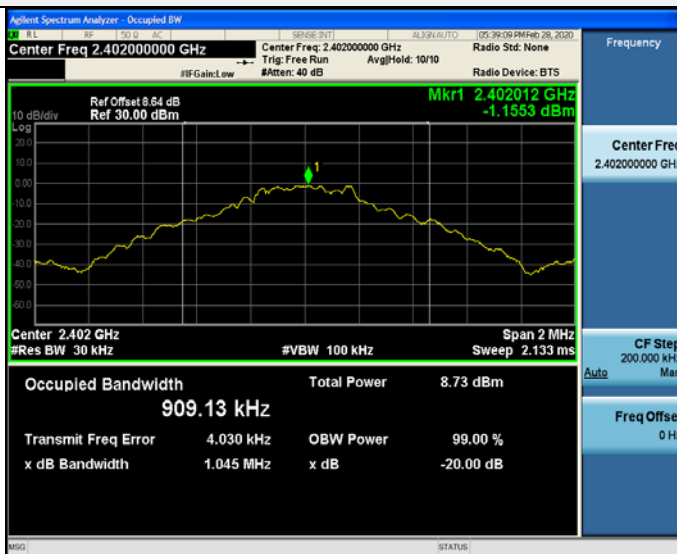 Agilent Spectrum Analyzer - Occupied BW
RL RF 50 Ω AC SENSE:INT ALIGNAUTO 05:39:09 PMFeb 28, 2020
Center Freq 2.402000000 GHz
Center Freq: 2.402000000 GHz
Radio Std: None
Trig: Free Run Avg|Hold: 10/10
#IFGain:Low #Atten: 40 dB Radio Device: BTS
Ref Offset 8.64 dB
Mkr1 2.402012 GHz
10 dB/div Ref 30.00 dBm
-1.1553 dBm
Log
20.0
10.0
0.00
-10.0
-20.0
-30.0
-40.0
-50.0
-60.0
1
Center 2.402 GHz Span 2 MHz
#Res BW 30 kHz #VBW 100 kHz Sweep 2.133 ms
Occupied Bandwidth Total Power 8.73 dBm
909.13 kHz
Transmit Freq Error 4.030 kHz OBW Power 99.00 %
x dB Bandwidth 1.045 MHz x dB -20.00 dB
MSG STATUS
Frequency
Center Freq
2.402000000 GHz
CF Step
200.000 kHz
Auto Man
Freq Offset
0 Hz